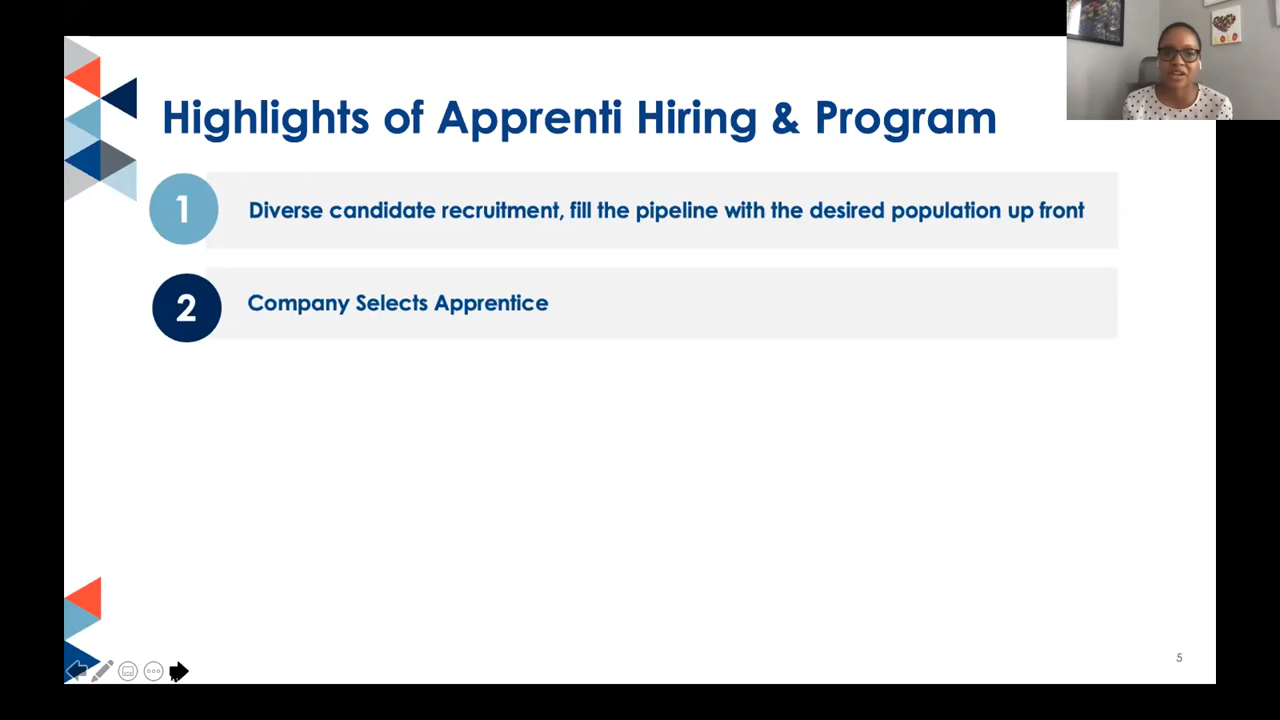 Highlights of Apprenti Hiring & Program
1
Diverse candidate recruitment, fill the pipeline with the desired population up front
2
Company Selects Apprentice
5